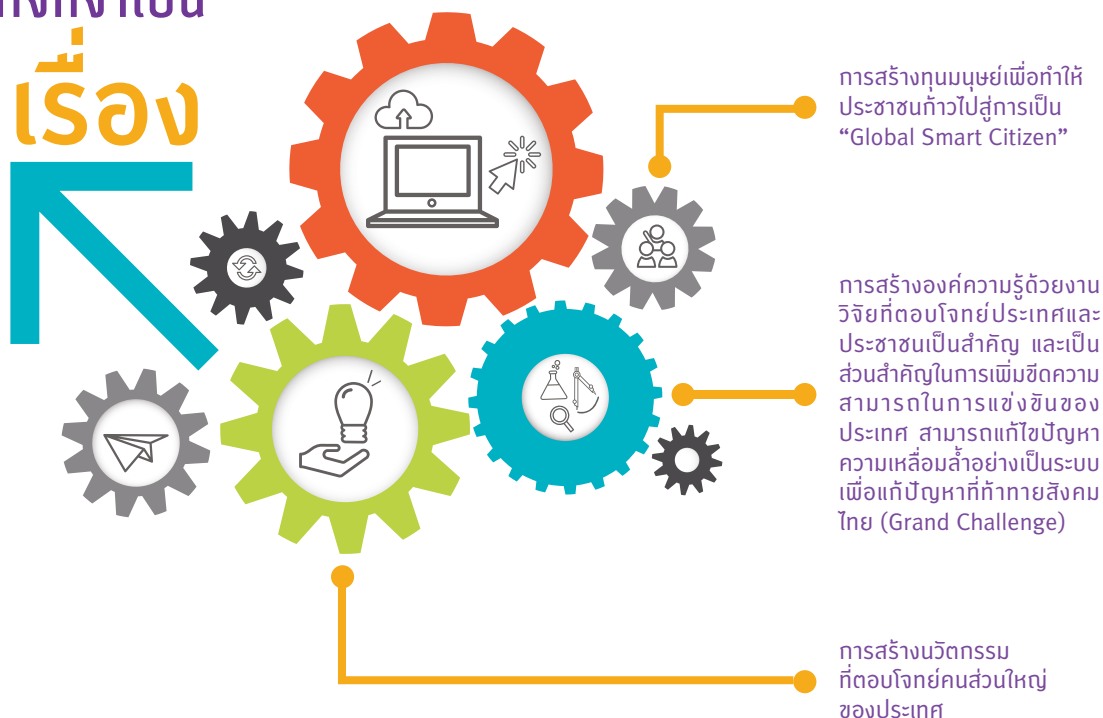 เรื่อง
การสร้างทุนมนุษย์เพื่อทำให้
ประชาชนก้าวไปสู่การเป็น
“Global Smart Citizen”
การสร้างองค์ความรู้ด้วยงาน
วิจัยที่ตอบโจทย์ประเทศและ
ประชาชนเป็นสำคัญ และเป็น
ส่วนสำคัญในการเพิ่มขีดความ
สามารถในการแข่งขันของ
ประเทศ สามารถแก้ไขปัญหา
ความเหลื่อมล้ำอย่างเป็นระบบ
เพื่อแก้ปัญหาที่ท้าทายสังคม
ไทย (Grand Challenge)
การสร้างนวัตกรรม
ที่ตอบโจทย์คนส่วนใหญ่
ของประเทศ